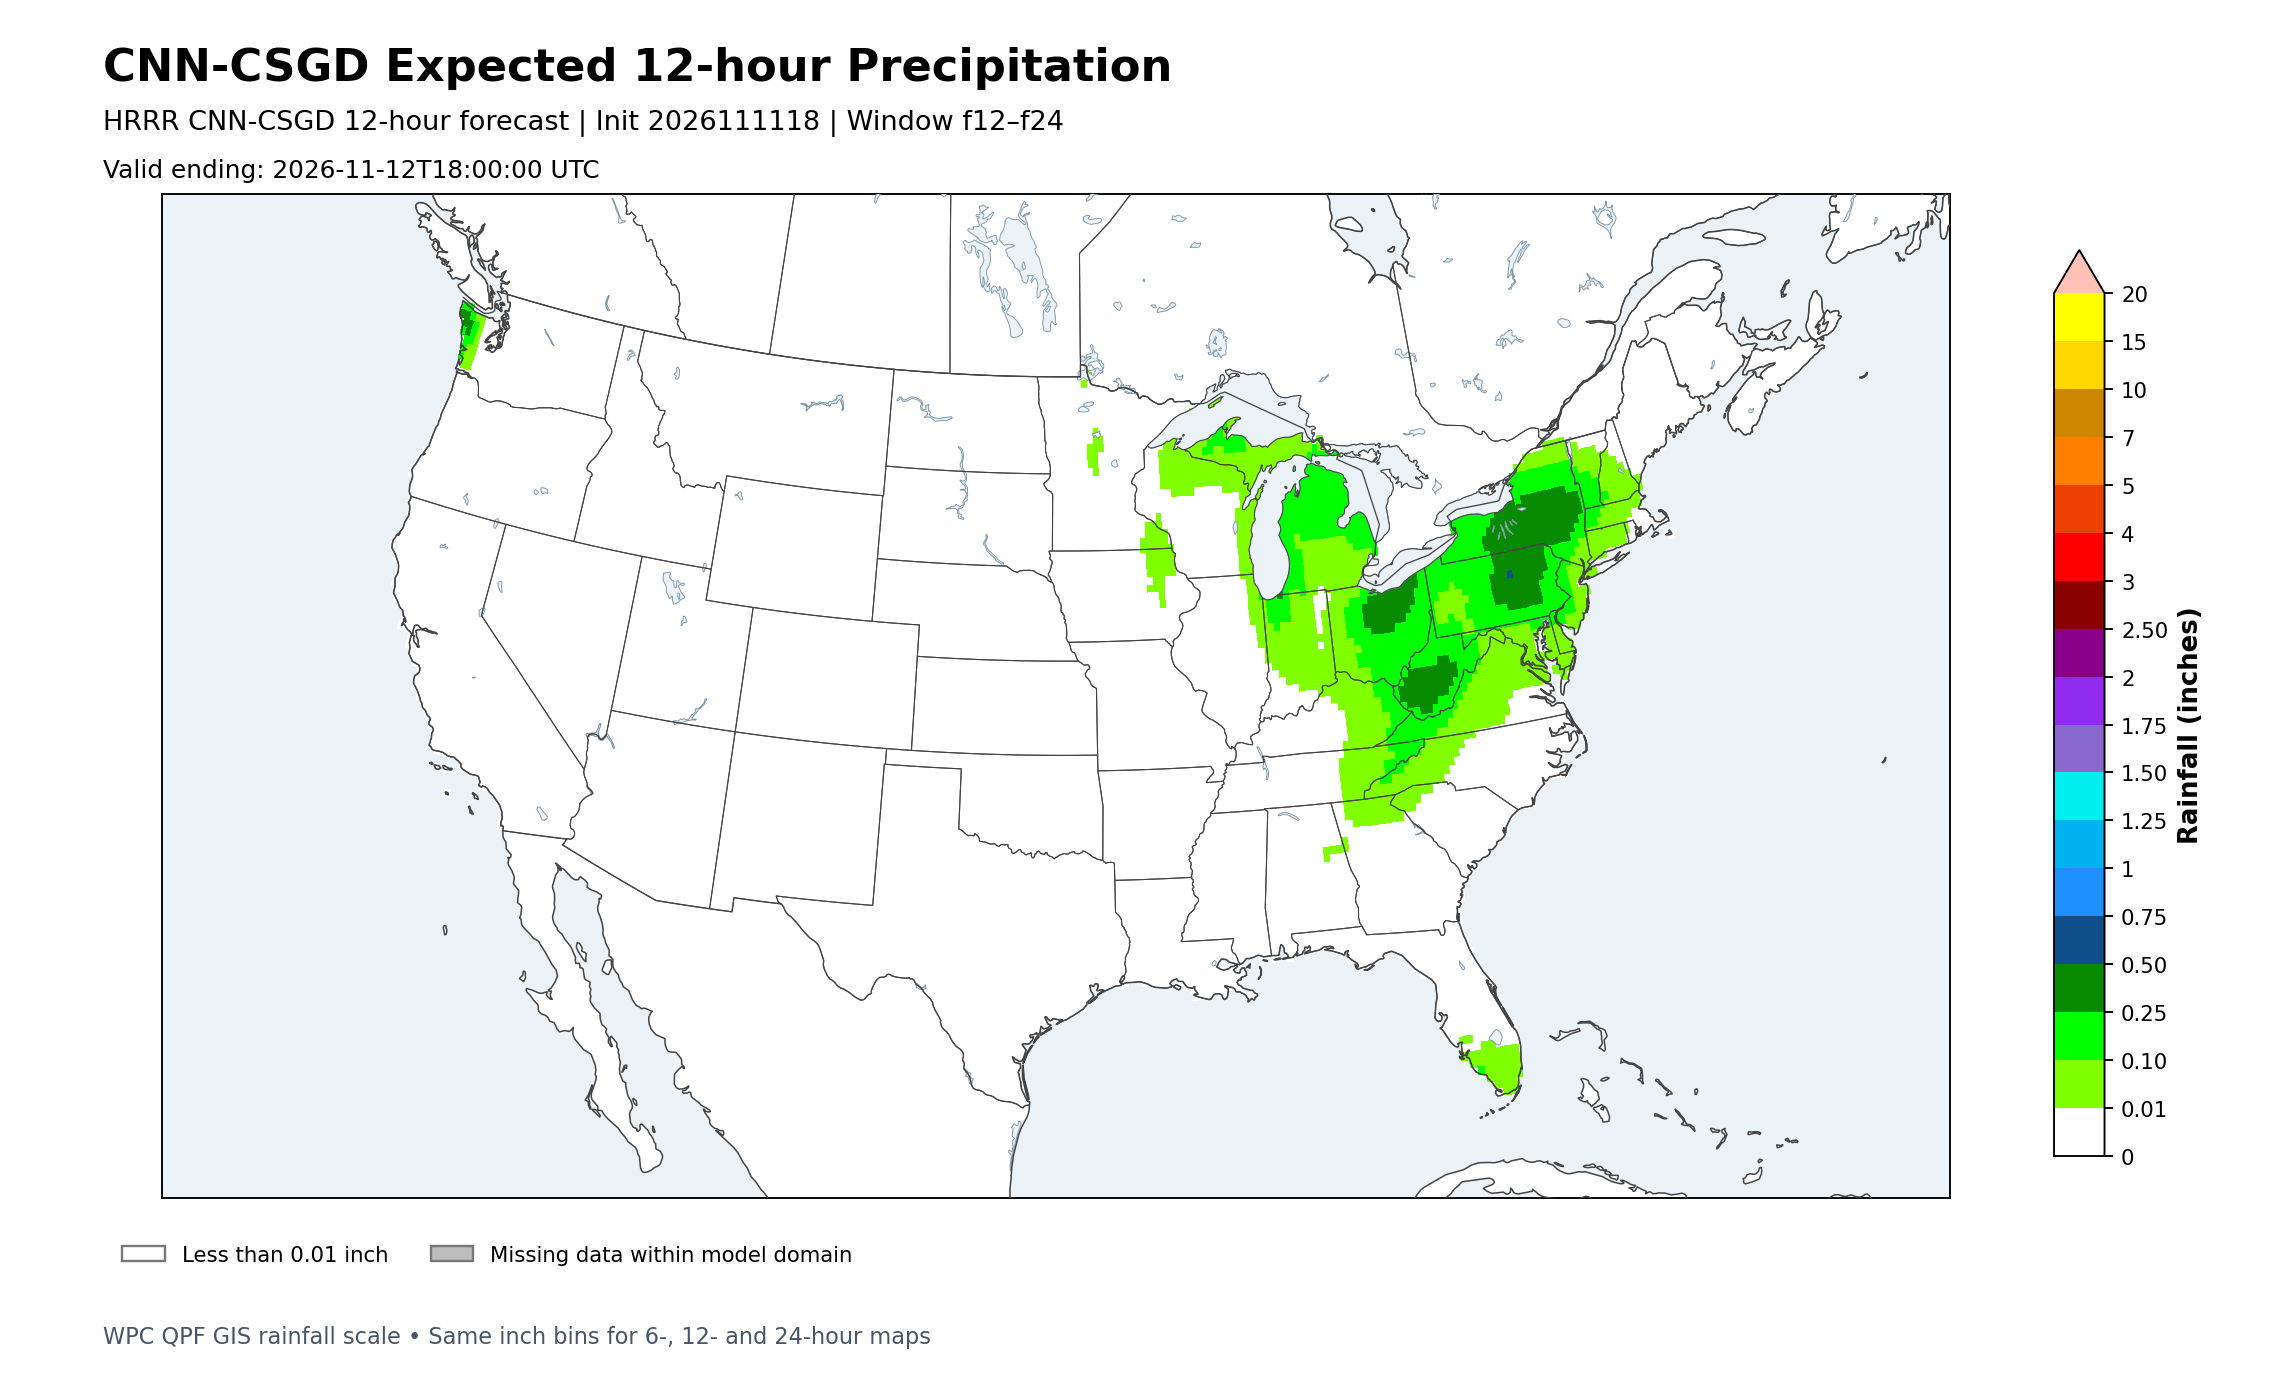 CNN-CSGD Expected 12-hour Precipitation
HRRR CNN-CSGD 12-hour forecast | Init 2026111118 | Window f12–f24
Valid ending: 2026-11-12T18:00:00 UTC
20
15
10
7
5
4
3
2.50
2
1.75
1.50
1.25
1
0.75
0.50
0.25
0.10
0.01
0
Rainfall (inches)
Less than 0.01 inch
Missing data within model domain
WPC QPF GIS rainfall scale • Same inch bins for 6-, 12- and 24-hour maps